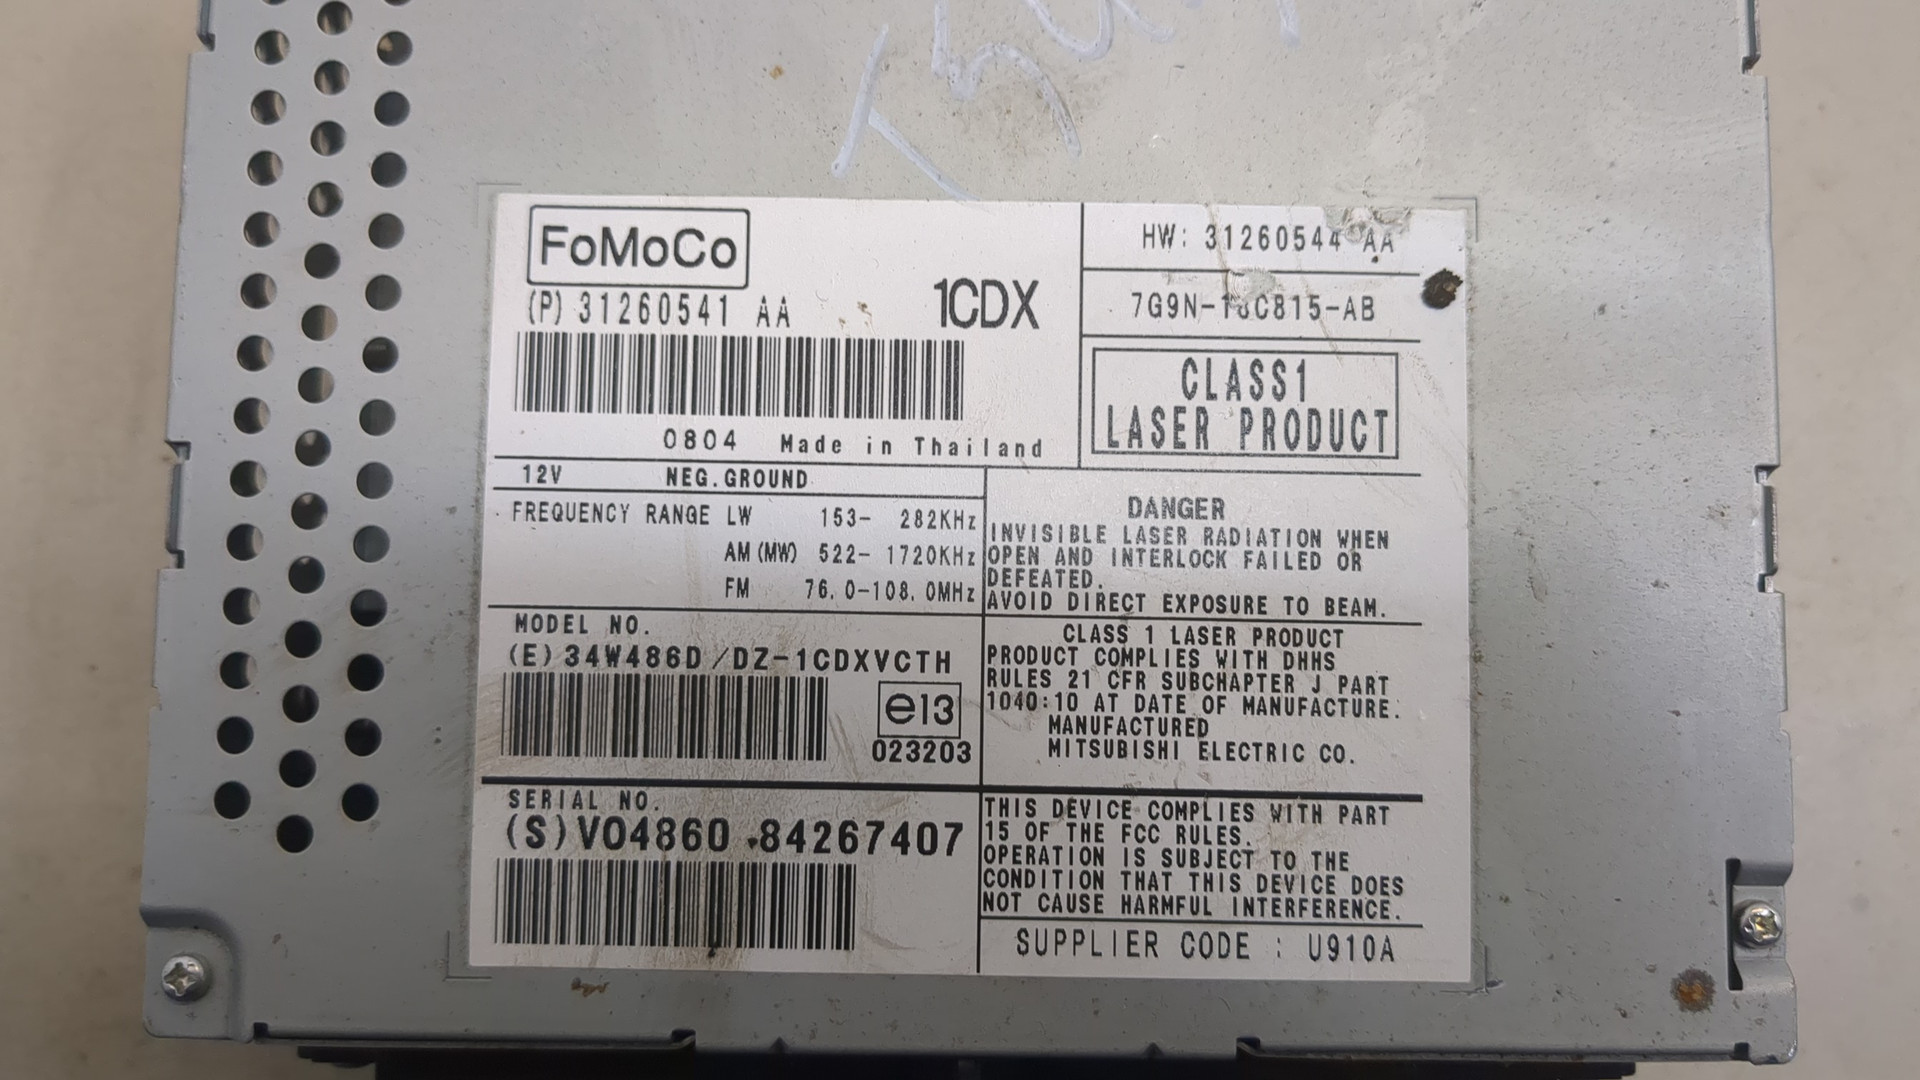 FoMoCo
(P) 31260541 AA
1CDX
0804 Made in Thailand
HW: 31260544 AA
7G9N-18C815-AB
CLASS1
LASER PRODUCT
12V NEG.GROUND
FREQUENCY RANGE LW 153- 282KHz
AM(MW) 522- 1720KHz
FM 76.0-108.0MHz
DANGER
INVISIBLE LASER RADIATION WHEN
OPEN AND INTERLOCK FAILED OR
DEFEATED.
AVOID DIRECT EXPOSURE TO BEAM.
MODEL NO.
(E)34W486D/DZ-1CDXVCTH
e13
023203
CLASS 1 LASER PRODUCT
PRODUCT COMPLIES WITH DHHS
RULES 21 CFR SUBCHAPTER J PART
1040:10 AT DATE OF MANUFACTURE.
MANUFACTURED
MITSUBISHI ELECTRIC CO.
SERIAL NO.
(S)VO4860 84267407
THIS DEVICE COMPLIES WITH PART
15 OF THE FCC RULES.
OPERATION IS SUBJECT TO THE
CONDITION THAT THIS DEVICE DOES
NOT CAUSE HARMFUL INTERFERENCE.
SUPPLIER CODE : U910A